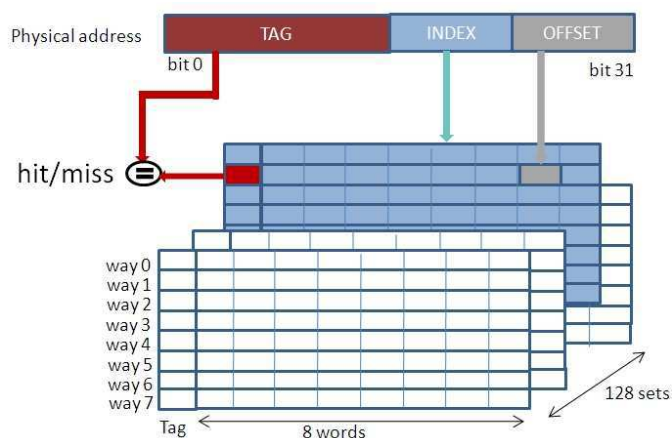 Physical address
TAG
INDEX
OFFSET
bit 0
bit 31
hit/miss
=
way 0
way 1
way 2
way 3
way 4
way 5
way 6
way 7
Tag
8 words
128 sets